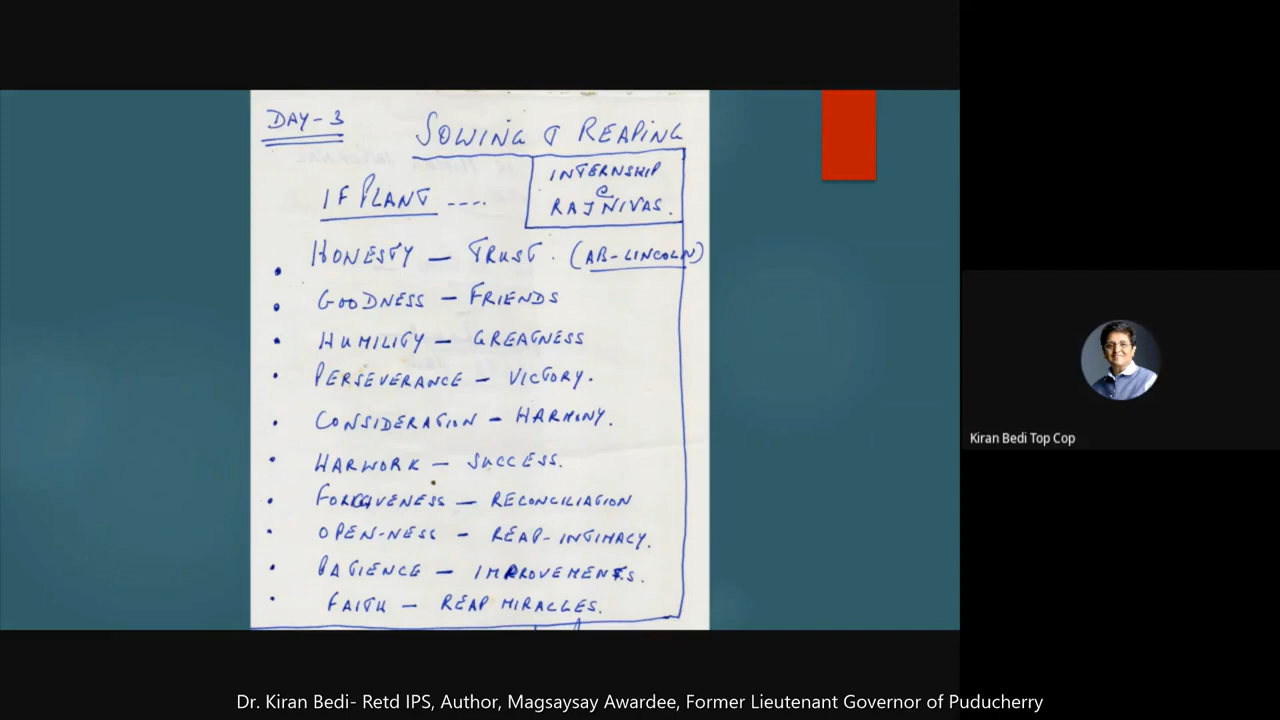 DAY-3
SOWING & REAPING
INTERNSHIP
@
RAJNIVAS.
IF PLANT ----.
• HONESTY — TRUST. (AB-LINCOLN)
• GOODNESS — FRIENDS
• HUMILITY — GREATNESS
• PERSEVERANCE — VICTORY.
• CONSIDERATION — HARMONY.
• HARWORK — SUCCESS.
• FORGIVENESS — RECONCILIATION
• OPEN-NESS — REAP-INTIMACY.
• PATIENCE — IMPROVEMENTS.
• FAITH — REAP MIRACLES.
Kiran Bedi Top Cop
Dr. Kiran Bedi- Retd IPS, Author, Magsaysay Awardee, Former Lieutenant Governor of Puducherry